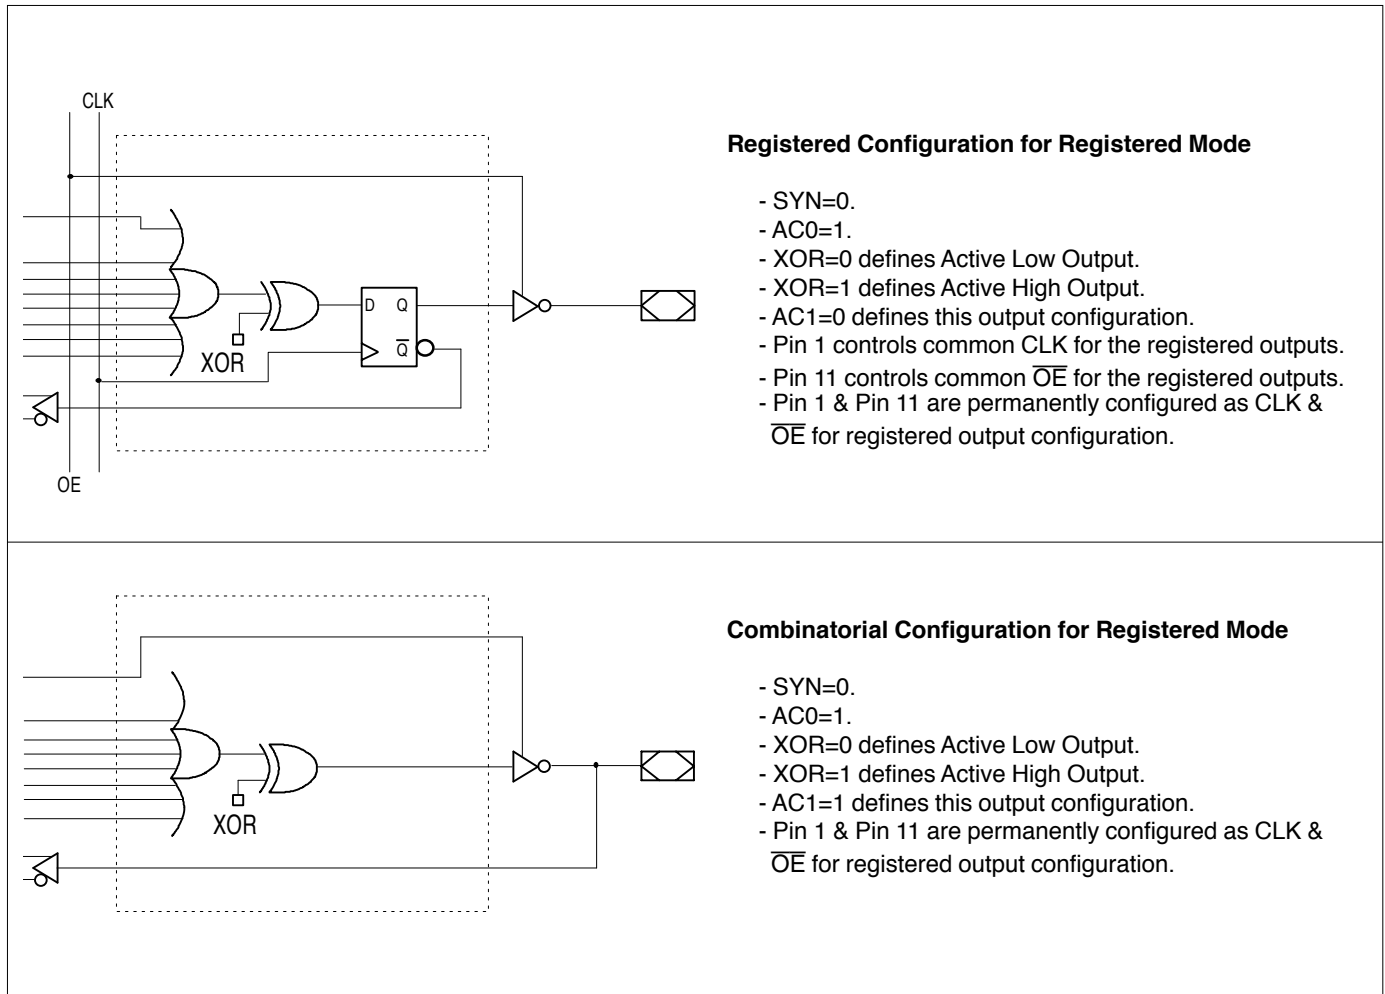 CLK
D Q
Q̅
XOR
OE
Registered Configuration for Registered Mode
- SYN=0.
- AC0=1.
- XOR=0 defines Active Low Output.
- XOR=1 defines Active High Output.
- AC1=0 defines this output configuration.
- Pin 1 controls common CLK for the registered outputs.
- Pin 11 controls common O̅E̅ for the registered outputs.
- Pin 1 & Pin 11 are permanently configured as CLK &
O̅E̅ for registered output configuration.
XOR
Combinatorial Configuration for Registered Mode
- SYN=0.
- AC0=1.
- XOR=0 defines Active Low Output.
- XOR=1 defines Active High Output.
- AC1=1 defines this output configuration.
- Pin 1 & Pin 11 are permanently configured as CLK &
O̅E̅ for registered output configuration.